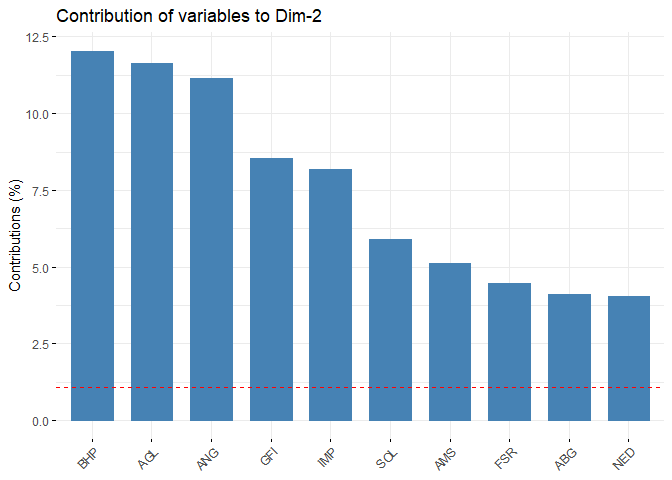 Contribution of variables to Dim-2
12.5
10.0
7.5
5.0
2.5
0.0
Contributions (%)
BHP
AGL
ANG
GFI
IMP
SOL
AMS
FSR
ABG
NED